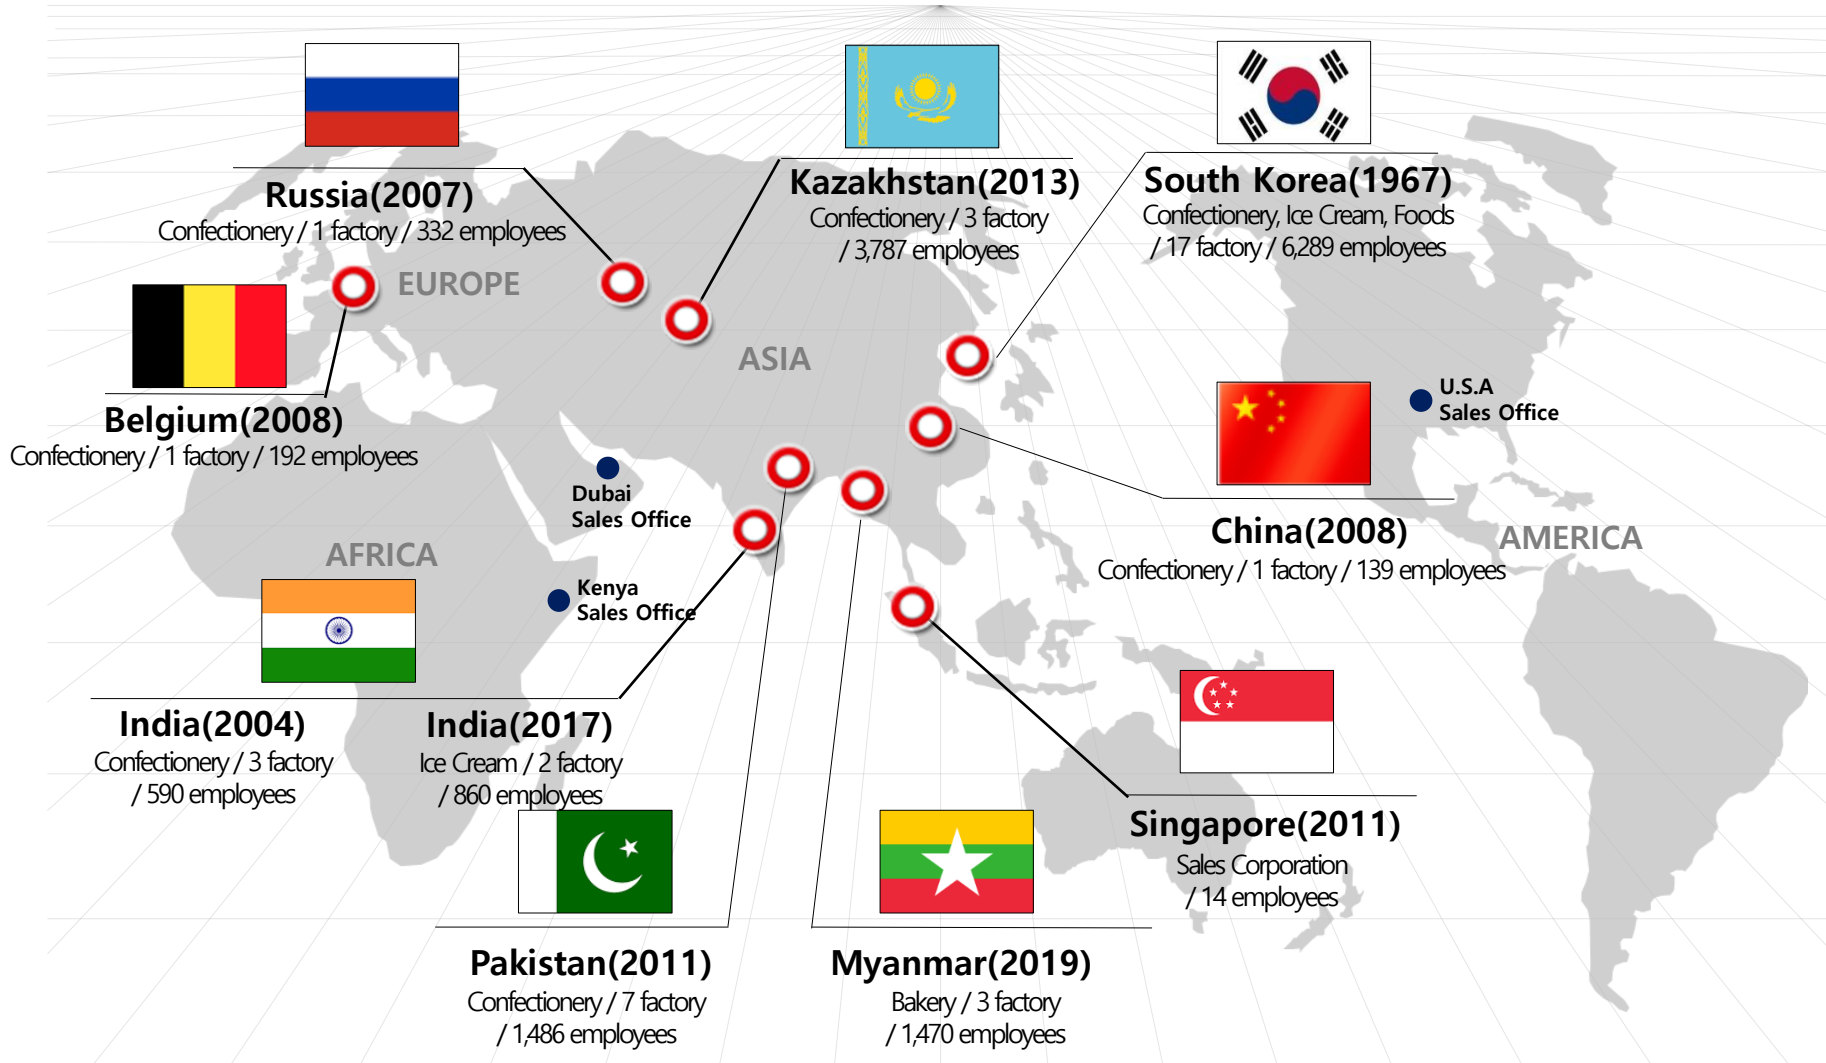 Russia(2007)
Confectionery / 1 factory / 332 employees
Kazakhstan(2013)
Confectionery / 3 factory
/ 3,787 employees
South Korea(1967)
Confectionery, Ice Cream, Foods
/ 17 factory / 6,289 employees
EUROPE
ASIA
Belgium(2008)
Confectionery / 1 factory / 192 employees
U.S.A
Sales Office
Dubai
Sales Office
China(2008)
Confectionery / 1 factory / 139 employees
AMERICA
AFRICA
Kenya
Sales Office
India(2004)
Confectionery / 3 factory
/ 590 employees
India(2017)
Ice Cream / 2 factory
/ 860 employees
Singapore(2011)
Sales Corporation
/ 14 employees
Pakistan(2011)
Confectionery / 7 factory
/ 1,486 employees
Myanmar(2019)
Bakery / 3 factory
/ 1,470 employees